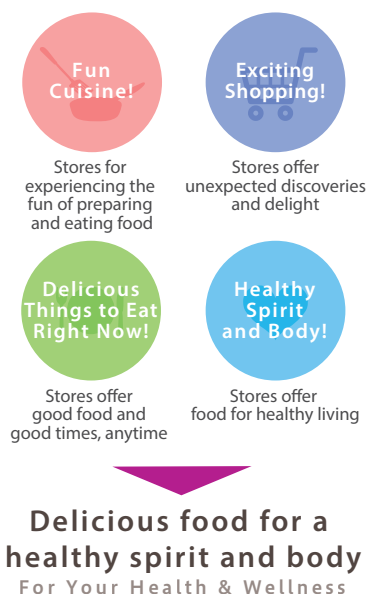 Fun
Cuisine!
Stores for
experiencing the
fun of preparing
and eating food
Exciting
Shopping!
Stores offer
unexpected discoveries
and delight
Delicious
Things to Eat
Right Now!
Stores offer
good food and
good times, anytime
Healthy
Spirit
and Body!
Stores offer
food for healthy living
Delicious food for a
healthy spirit and body
For Your Health & Wellness